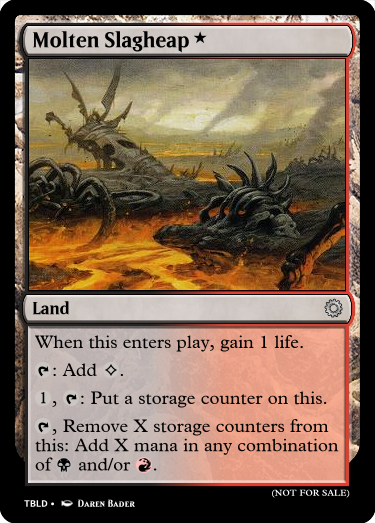 Molten Slagheap ★
Land
When this enters play, gain 1 life.
: Add .
1 , : Put a storage counter on this.
, Remove X storage counters from
this: Add X mana in any combination
of and/or .
(NOT FOR SALE)
TBLD • DAREN BADER